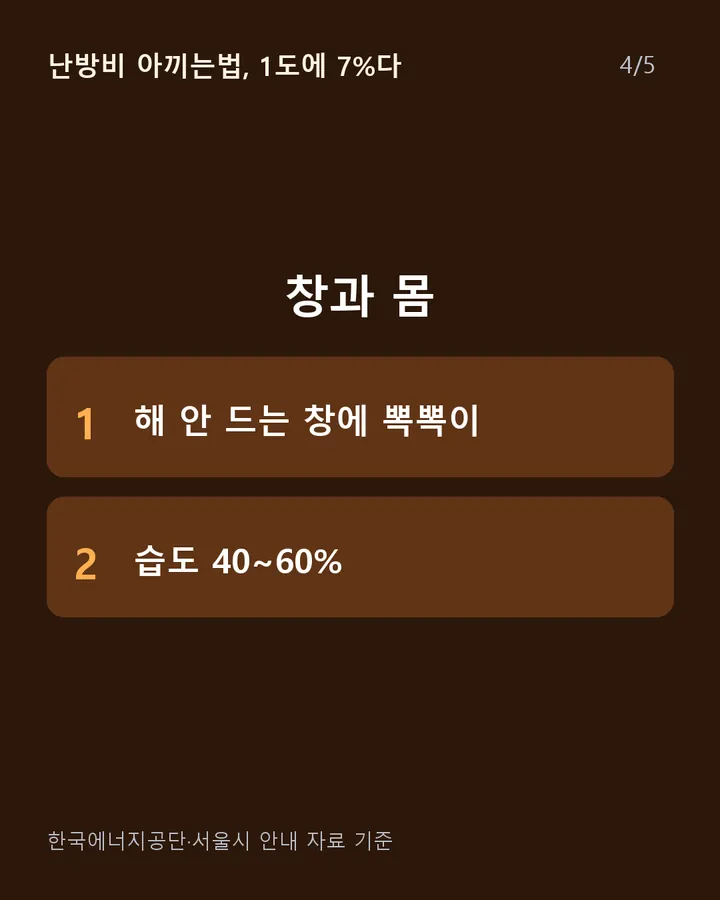 난방비 아끼는법, 1도에 7%다
4/5
창과 몸
1 해 안 드는 창에 뽁뽁이
2 습도 40~60%
한국에너지공단·서울시 안내 자료 기준